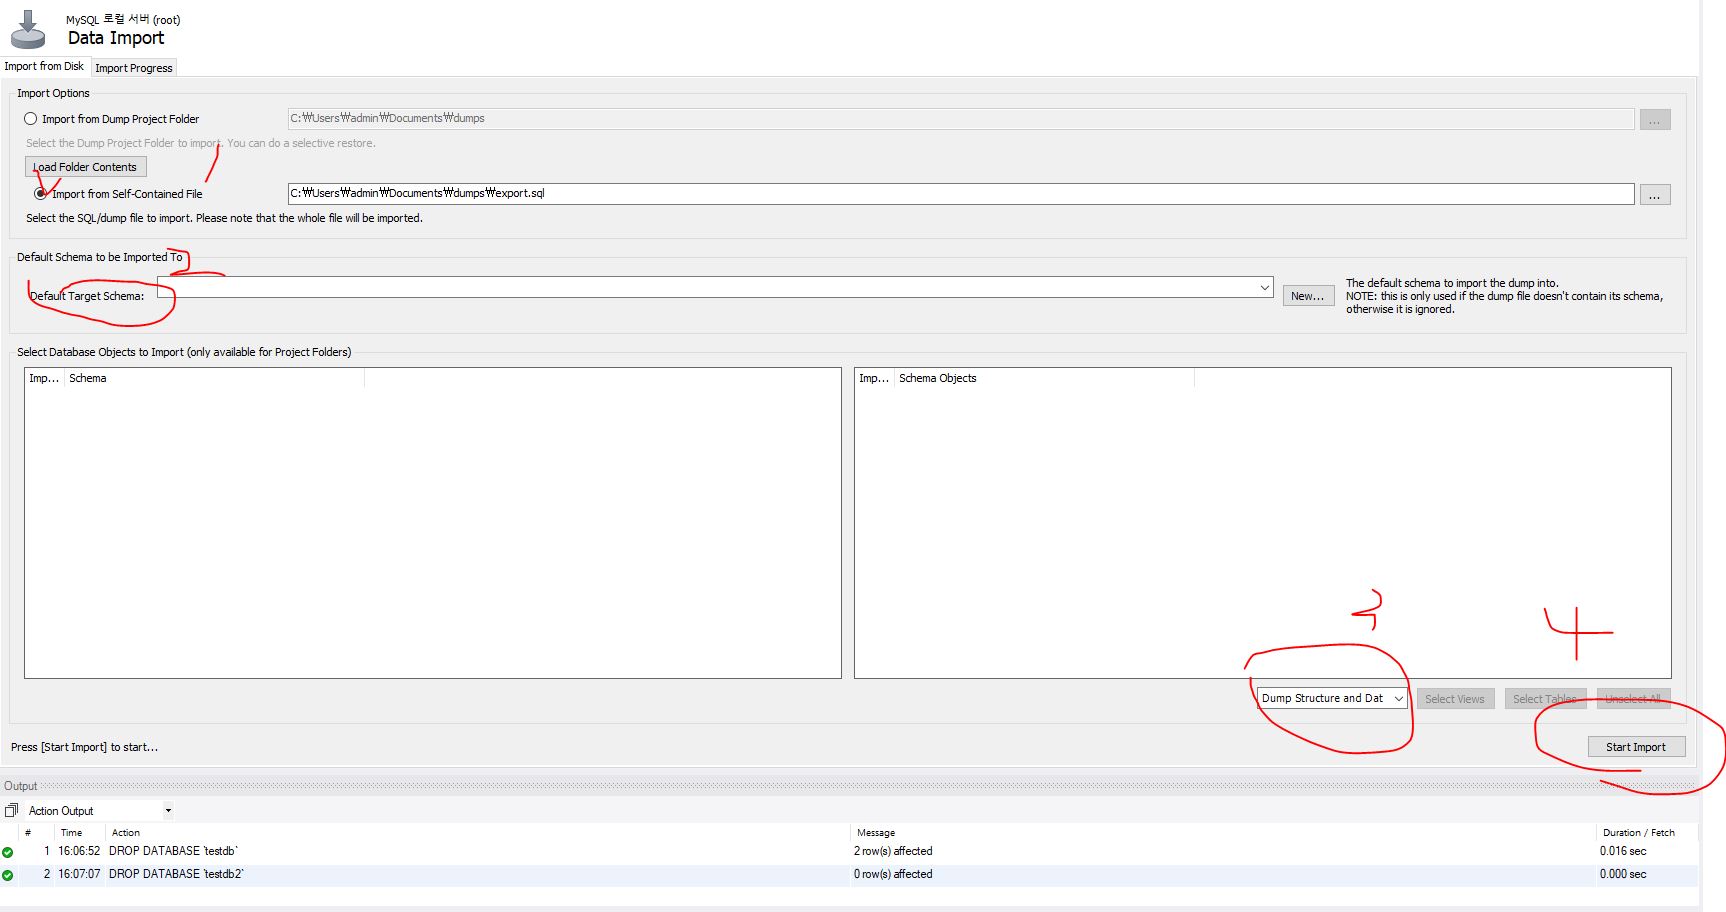 MySQL 로컬 서버 (root)
Data Import
Import from Disk
Import Progress
Import Options
Import from Dump Project Folder
C:₩Users₩admin₩Documents₩dumps
...
Select the Dump Project Folder to import. You can do a selective restore.
1
Load Folder Contents
Import from Self-Contained File
C:₩Users₩admin₩Documents₩dumps₩export.sql
...
Select the SQL/dump file to import. Please note that the whole file will be imported.
Default Schema to be Imported To
2
Default Target Schema:
New...
The default schema to import the dump into.
NOTE: this is only used if the dump file doesn't contain its schema,
otherwise it is ignored.
Select Database Objects to Import (only available for Project Folders)
Imp... Schema
Imp... Schema Objects
3
4
Dump Structure and Dat
Select Views
Select Tables
Unselect All
Press [Start Import] to start...
Start Import
Output
Action Output
# Time Action Message Duration / Fetch
1 16:06:52 DROP DATABASE `testdb` 2 row(s) affected 0.016 sec
2 16:07:07 DROP DATABASE `testdb2` 0 row(s) affected 0.000 sec